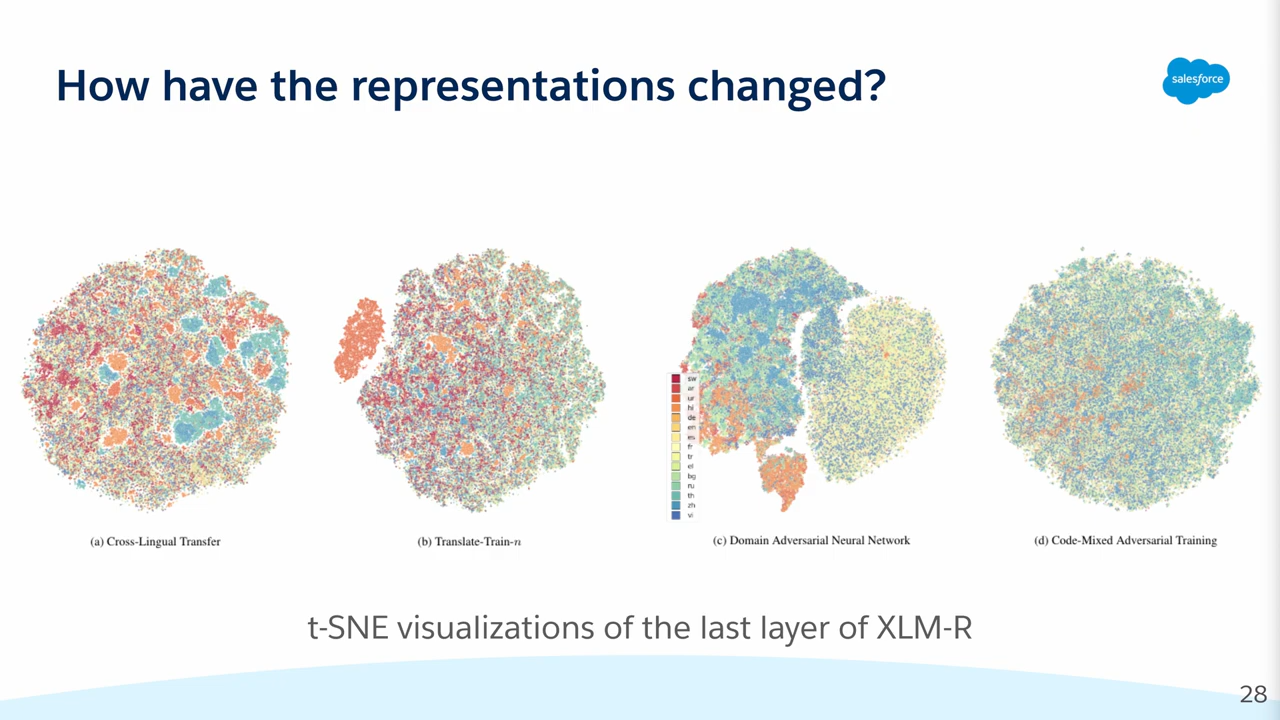 How have the representations changed?
salesforce
sw
ar
ur
hi
de
en
es
fr
tr
el
bg
ru
th
zh
vi
(a) Cross-Lingual Transfer
(b) Translate-Train-n
(c) Domain Adversarial Neural Network
(d) Code-Mixed Adversarial Training
t-SNE visualizations of the last layer of XLM-R
28